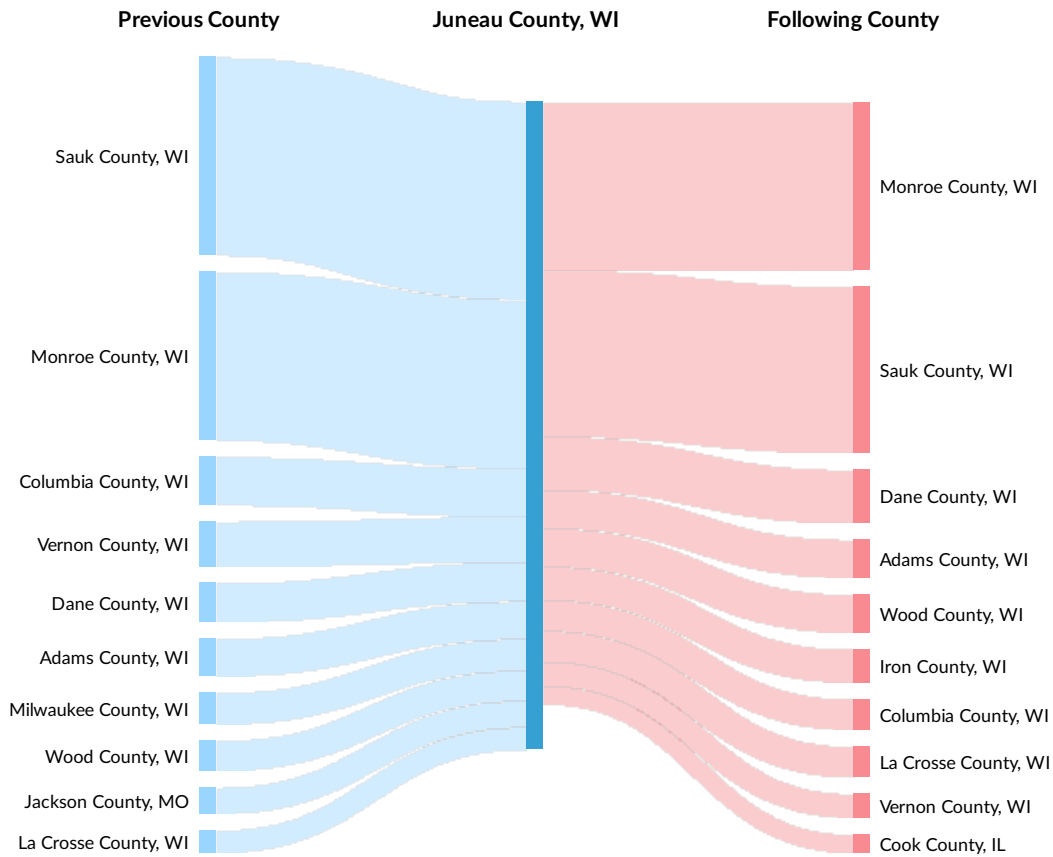 Previous County
Juneau County, WI
Following County
Sauk County, WI
Monroe County, WI
Columbia County, WI
Vernon County, WI
Dane County, WI
Adams County, WI
Milwaukee County, WI
Wood County, WI
Jackson County, MO
La Crosse County, WI
Monroe County, WI
Sauk County, WI
Dane County, WI
Adams County, WI
Wood County, WI
Iron County, WI
Columbia County, WI
La Crosse County, WI
Vernon County, WI
Cook County, IL